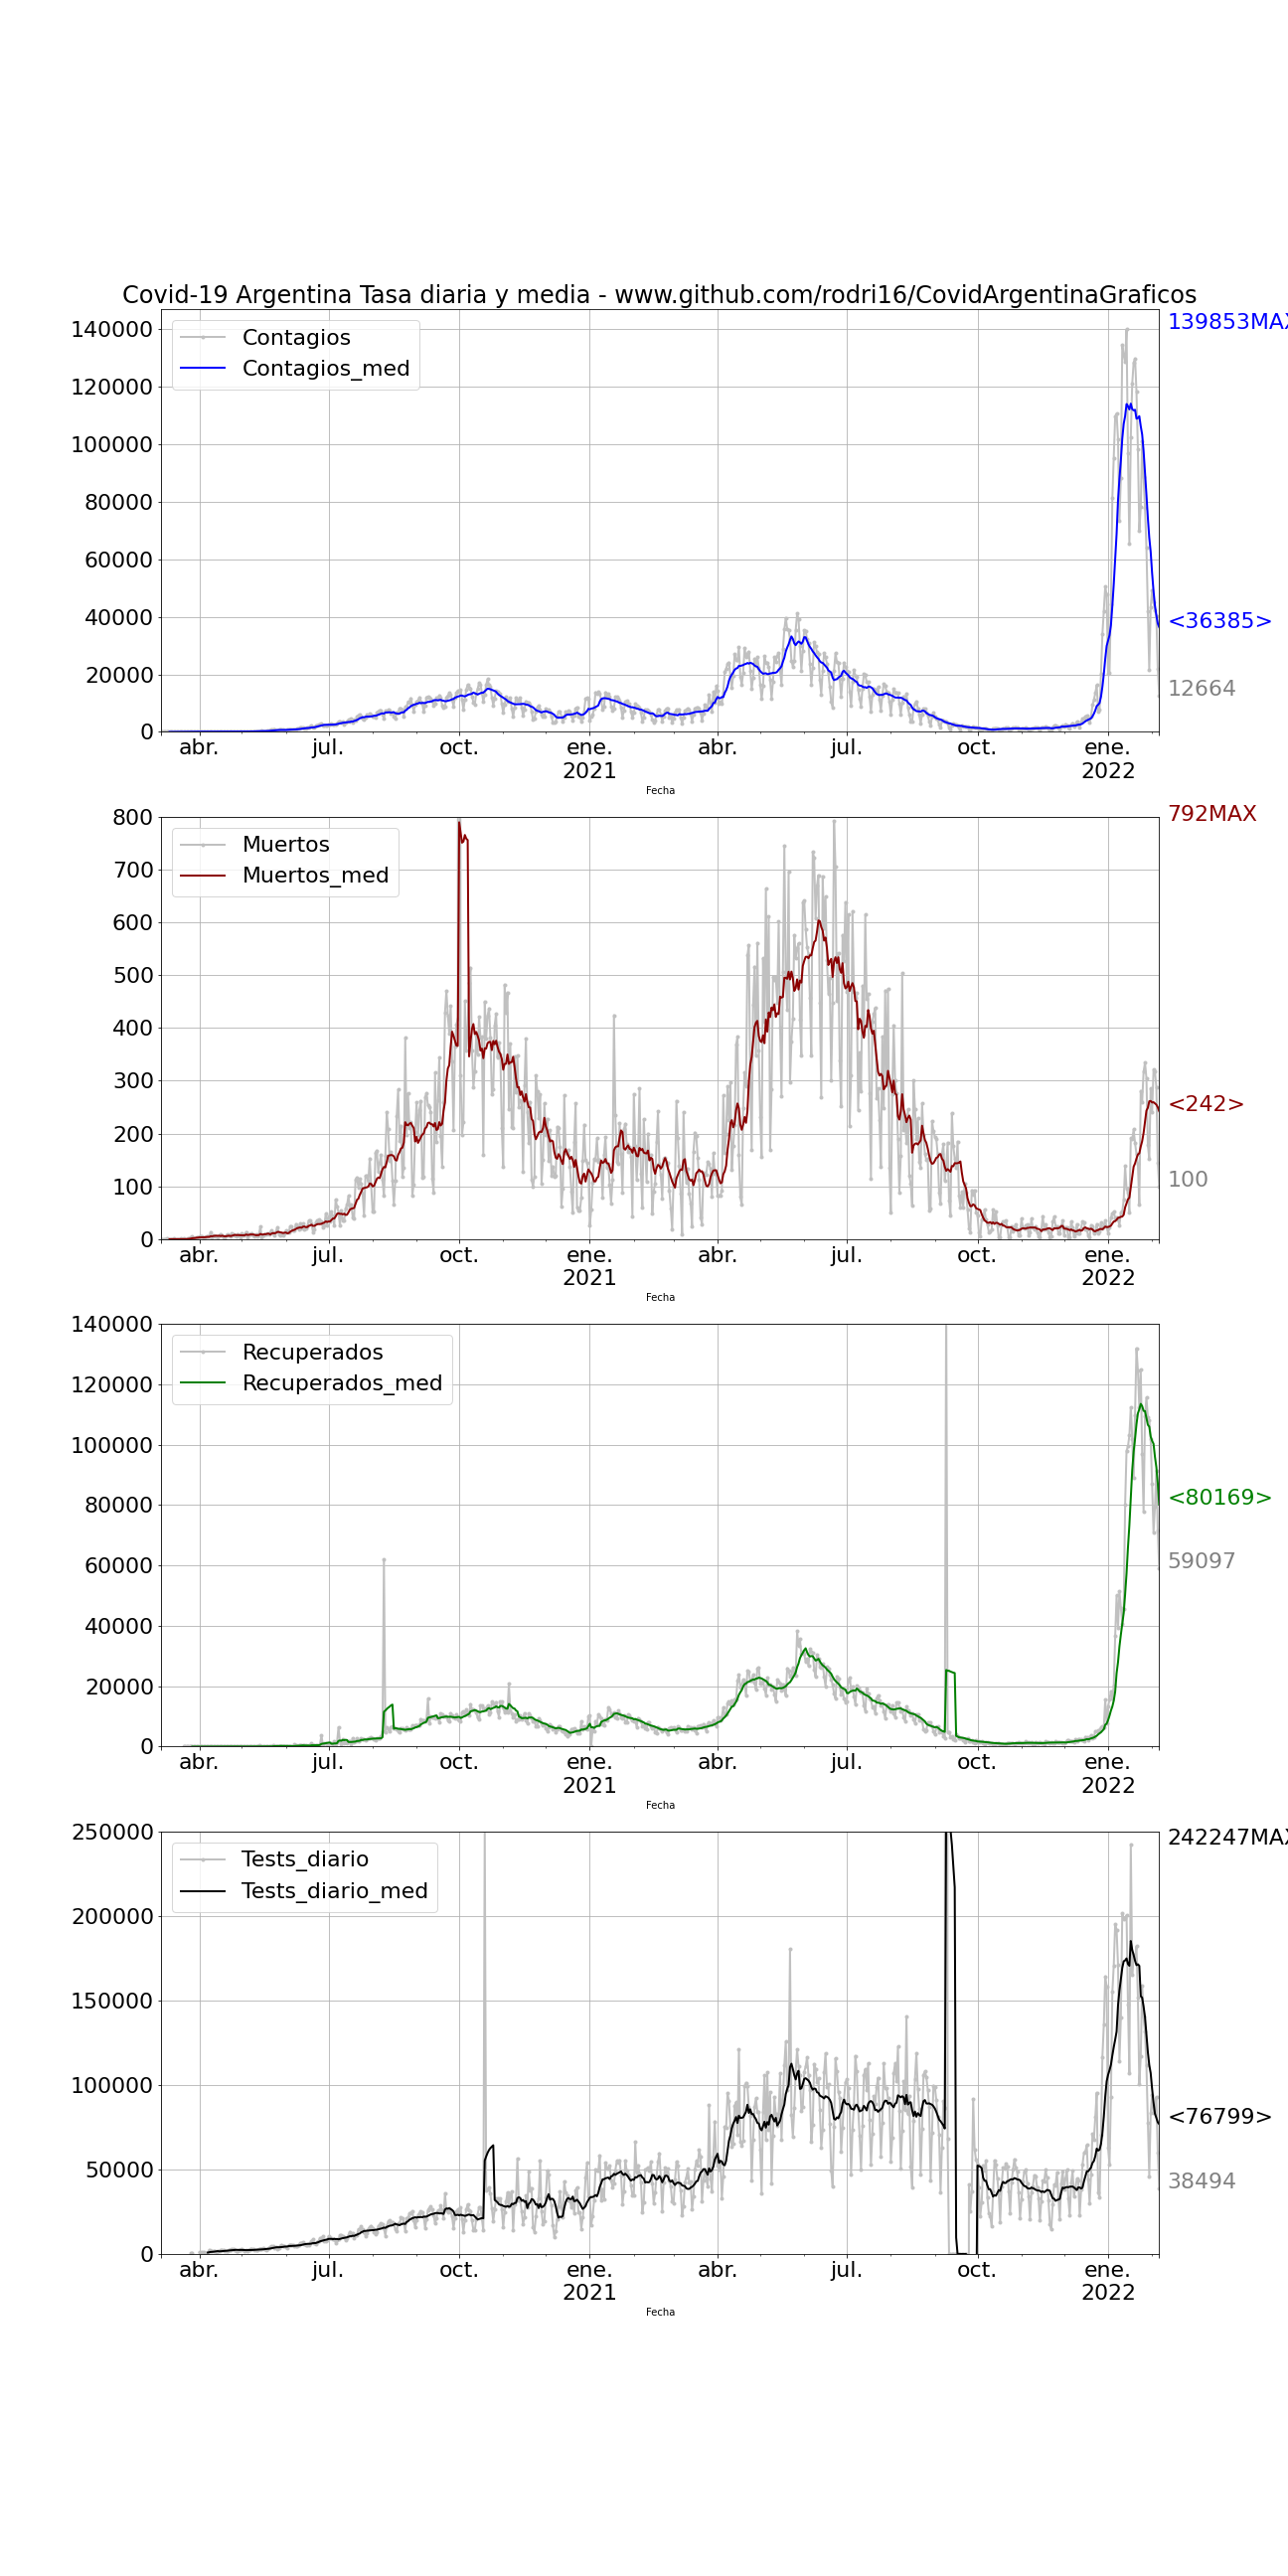 Covid-19 Argentina Tasa diaria y media - www.github.com/rodri16/CovidArgentinaGraficos
139853MAX
Contagios
Contagios_med
140000
120000
100000
80000
60000
40000
20000
0
<36385>
12664
abr. jul. oct. ene. abr. jul. oct. ene.
2021 2022
Fecha
792MAX
Muertos
Muertos_med
800
700
600
500
400
300
200
100
0
<242>
100
abr. jul. oct. ene. abr. jul. oct. ene.
2021 2022
Fecha
Recuperados
Recuperados_med
140000
120000
100000
80000
60000
40000
20000
0
<80169>
59097
abr. jul. oct. ene. abr. jul. oct. ene.
2021 2022
Fecha
242247MAX
Tests_diario
Tests_diario_med
250000
200000
150000
100000
50000
0
<76799>
38494
abr. jul. oct. ene. abr. jul. oct. ene.
2021 2022
Fecha